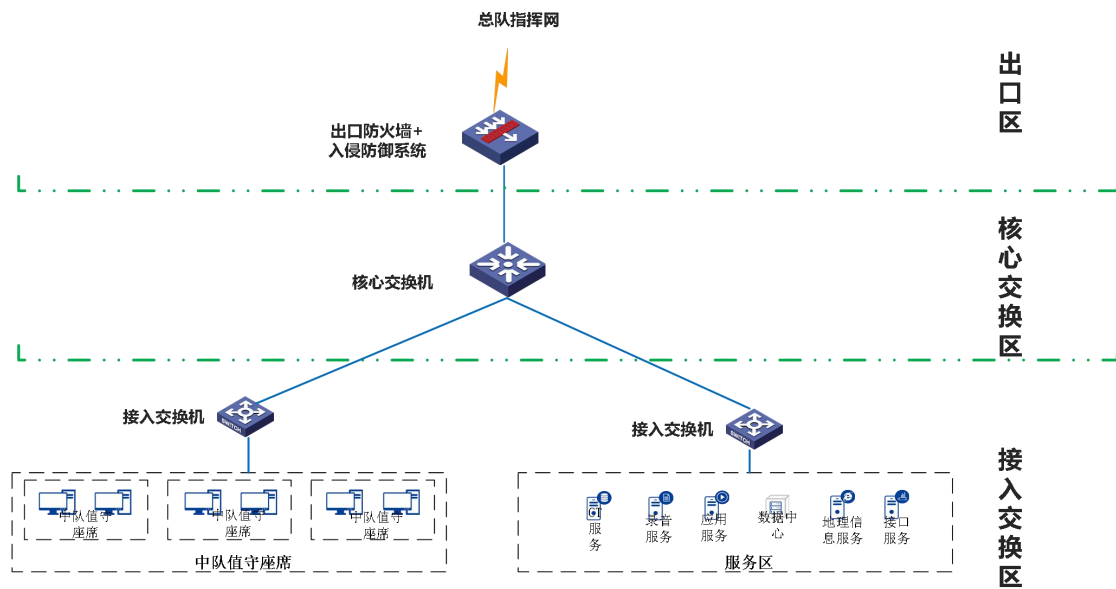 总队指挥网
出口区
出口防火墙+
入侵防御系统
核心交换区
核心交换机
接入交换机
SWITCH
接入交换机
SWITCH
接入交换区
中队值守
座席
中队值守
座席
中队值守
座席
中队值守座席
CT
服
务
录音
服务
应用
服务
数据中
心
地理信
息服务
接口
服务
服务区